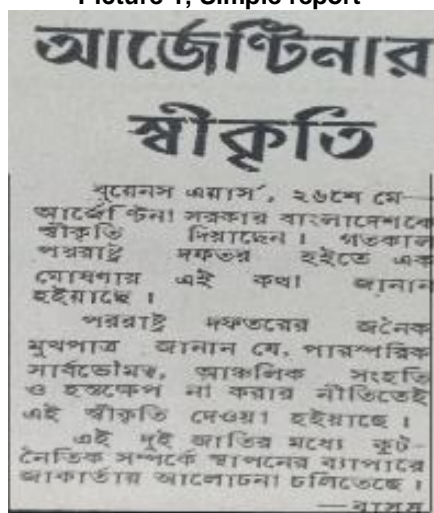 Picture 1, Simple report
আর্জেন্টিনার
স্বীকৃতি
বুয়েনস এয়ার্স, ২৬শে মে—
আর্জেন্টিনা সরকার বাংলাদেশকে
স্বীকৃতি দিয়াছেন। গতকাল
পররাষ্ট্র দফতর হইতে এক
ঘোষণায় এই কথা জানান
হইয়াছে।
পররাষ্ট্র দফতরের জনৈক
মুখপাত্র জানান যে, পারস্পরিক
সার্বভৌমত্ব, আঞ্চলিক সংহতি
ও হস্তক্ষেপ না করার নীতিতেই
এই স্বীকৃতি দেওয়া হইয়াছে।
এই দুই জাতির মধ্যে কূট-
নৈতিক সম্পর্কে স্থাপনের ব্যাপারে
জাকার্তায় আলোচনা চলিতেছে।
—বাসস